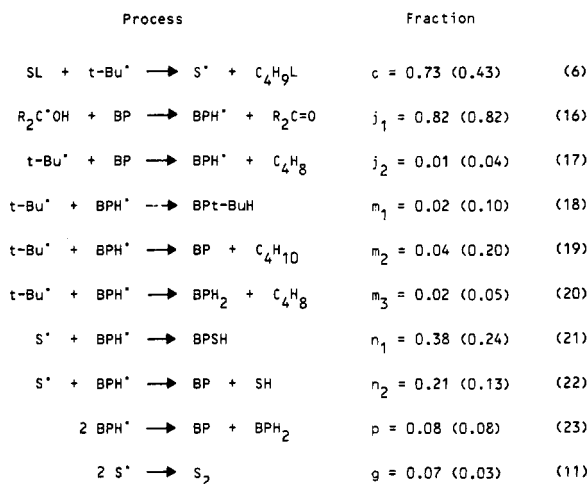 Process Fraction
SL + t-Bu• ⟶ S• + C₄H₉L c = 0.73 (0.43) (6)
R₂C•OH + BP ⟶ BPH• + R₂C=O j₁ = 0.82 (0.82) (16)
t-Bu• + BP ⟶ BPH• + C₄H₈ j₂ = 0.01 (0.04) (17)
t-Bu• + BPH• --→ BPt-BuH m₁ = 0.02 (0.10) (18)
t-Bu• + BPH• ⟶ BP + C₄H₁₀ m₂ = 0.04 (0.20) (19)
t-Bu• + BPH• ⟶ BPH₂ + C₄H₈ m₃ = 0.02 (0.05) (20)
S• + BPH• ⟶ BPSH n₁ = 0.38 (0.24) (21)
S• + BPH• ⟶ BP + SH n₂ = 0.21 (0.13) (22)
2 BPH• ⟶ BP + BPH₂ p = 0.08 (0.08) (23)
2 S• ⟶ S₂ g = 0.07 (0.03) (11)